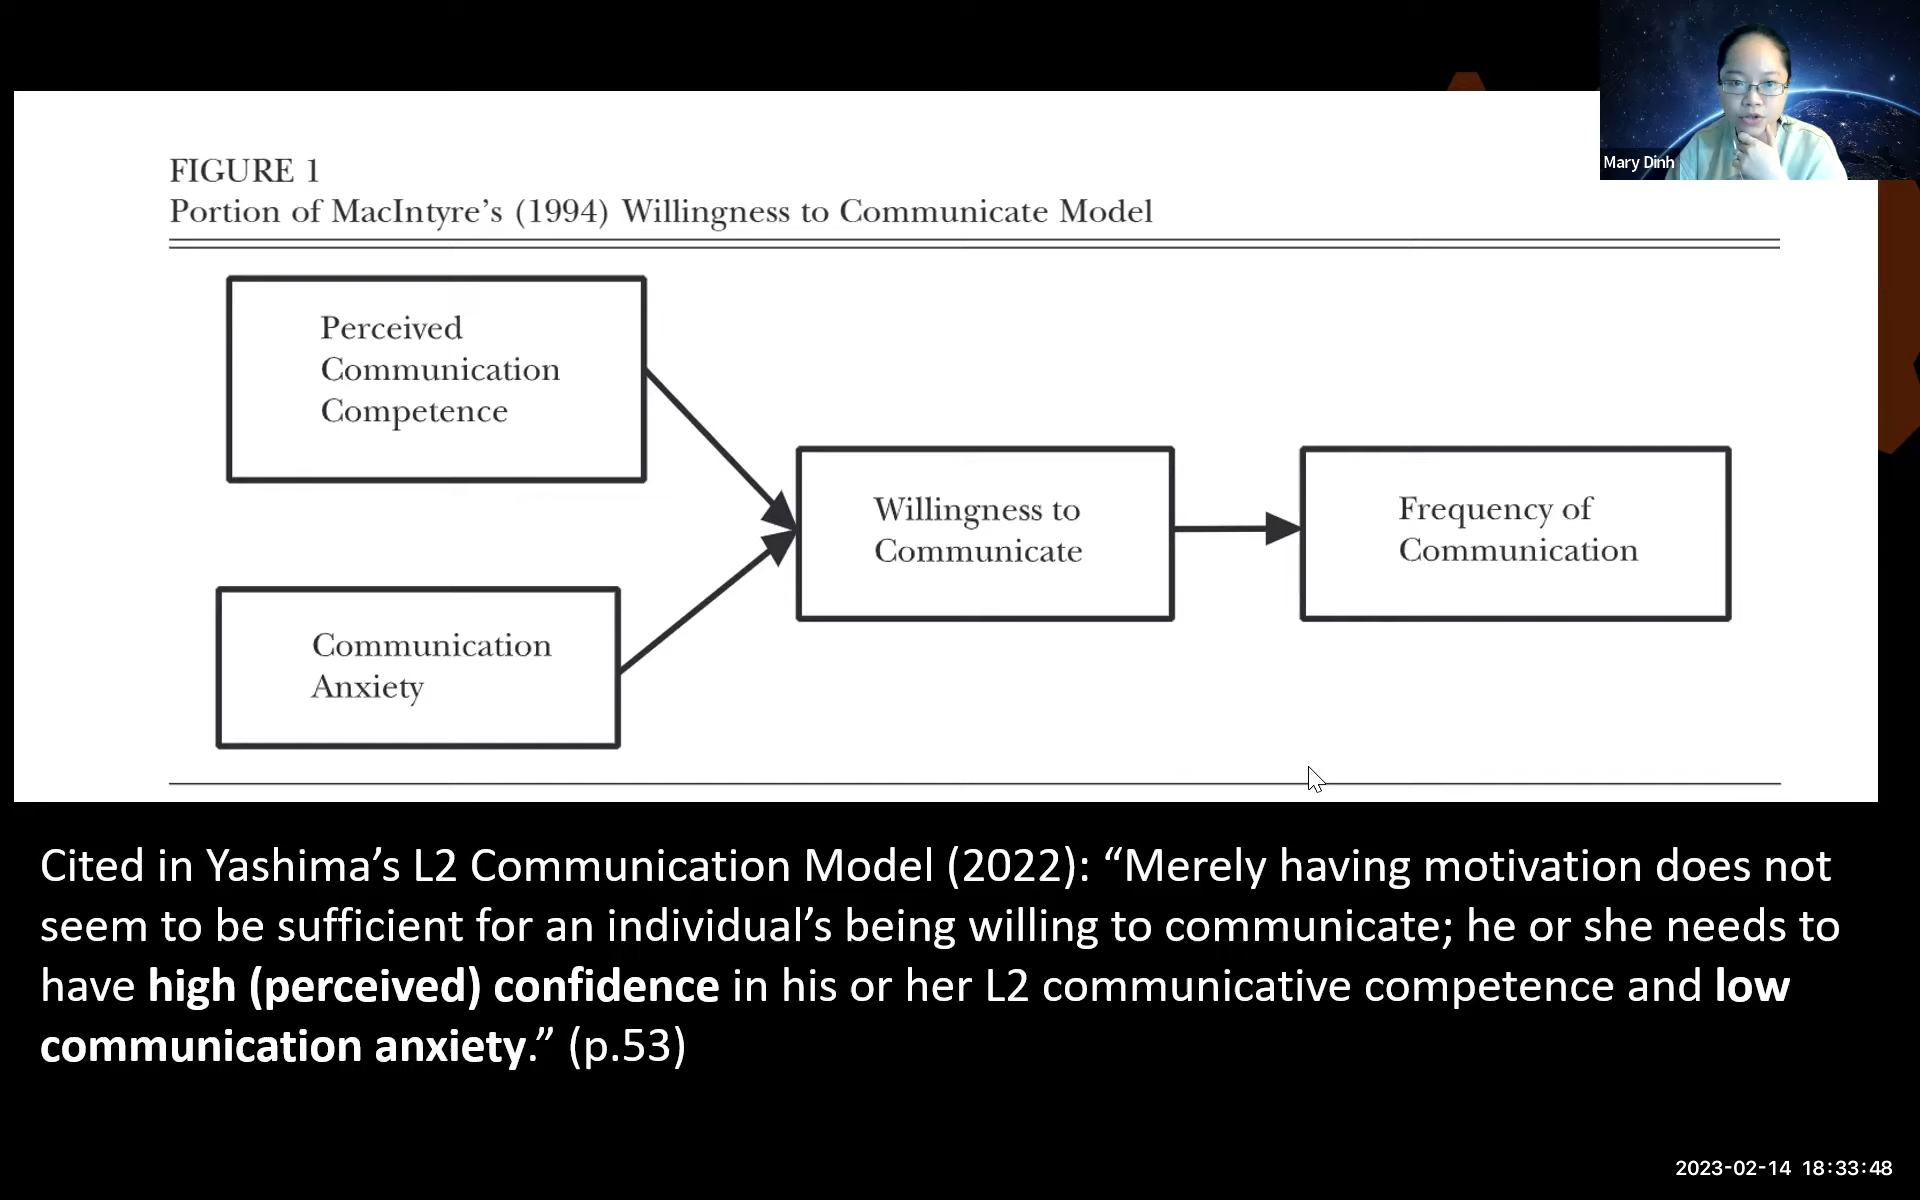 Mary Dinh
FIGURE 1
Portion of MacIntyre’s (1994) Willingness to Communicate Model
Perceived
Communication
Competence
Communication
Anxiety
Willingness to
Communicate
Frequency of
Communication
Cited in Yashima’s L2 Communication Model (2022): “Merely having motivation does not
seem to be sufficient for an individual’s being willing to communicate; he or she needs to
have high (perceived) confidence in his or her L2 communicative competence and low
communication anxiety.” (p.53)
2023-02-14 18:33:48